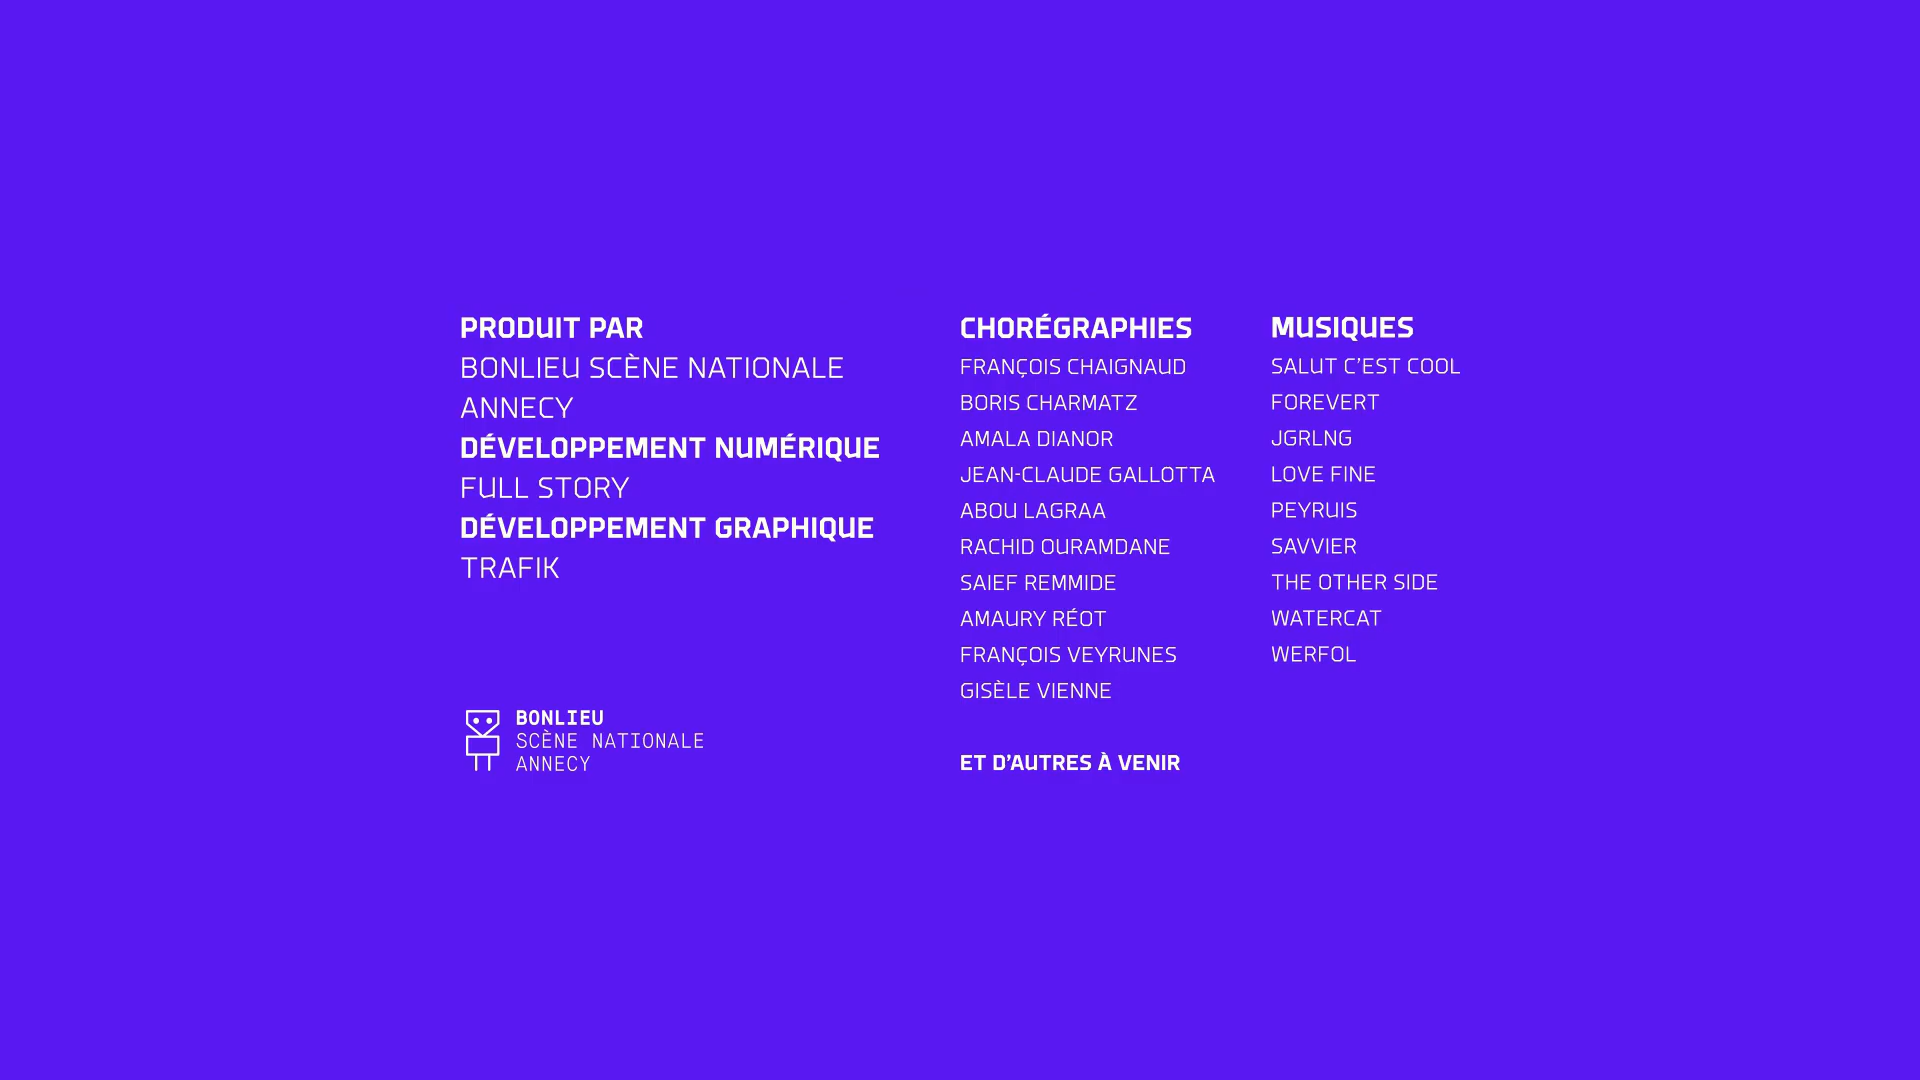 PRODUIT PAR
BONLIEU SCÈNE NATIONALE
ANNECY
DÉVELOPPEMENT NUMÉRIQUE
FULL STORY
DÉVELOPPEMENT GRAPHIQUE
TRAFIK
BONLIEU
SCÈNE NATIONALE
ANNECY
CHORÉGRAPHIES
FRANÇOIS CHAIGNAUD
BORIS CHARMATZ
AMALA DIANOR
JEAN-CLAUDE GALLOTTA
ABOU LAGRAA
RACHID OURAMDANE
SAIEF REMMIDE
AMAURY RÉOT
FRANÇOIS VEYRUNES
GISÈLE VIENNE
ET D’AUTRES À VENIR
MUSIQUES
SALUT C’EST COOL
FOREVERT
JGRLNG
LOVE FINE
PEYRUIS
SAVVIER
THE OTHER SIDE
WATERCAT
WERFOL